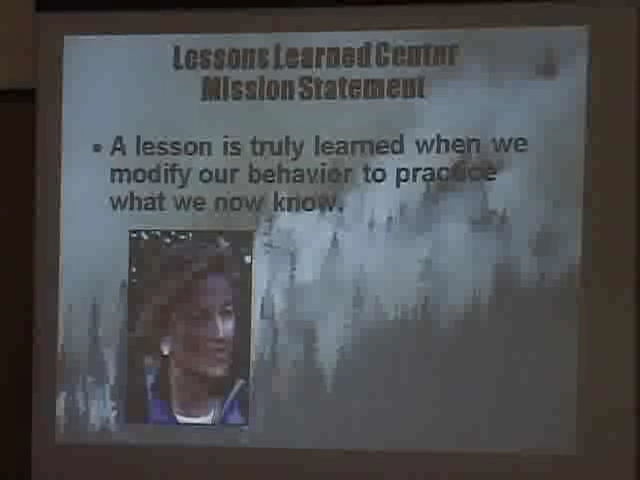 Lessons Learned Center
Mission Statement
• A lesson is truly learned when we
modify our behavior to practice
what we now know.